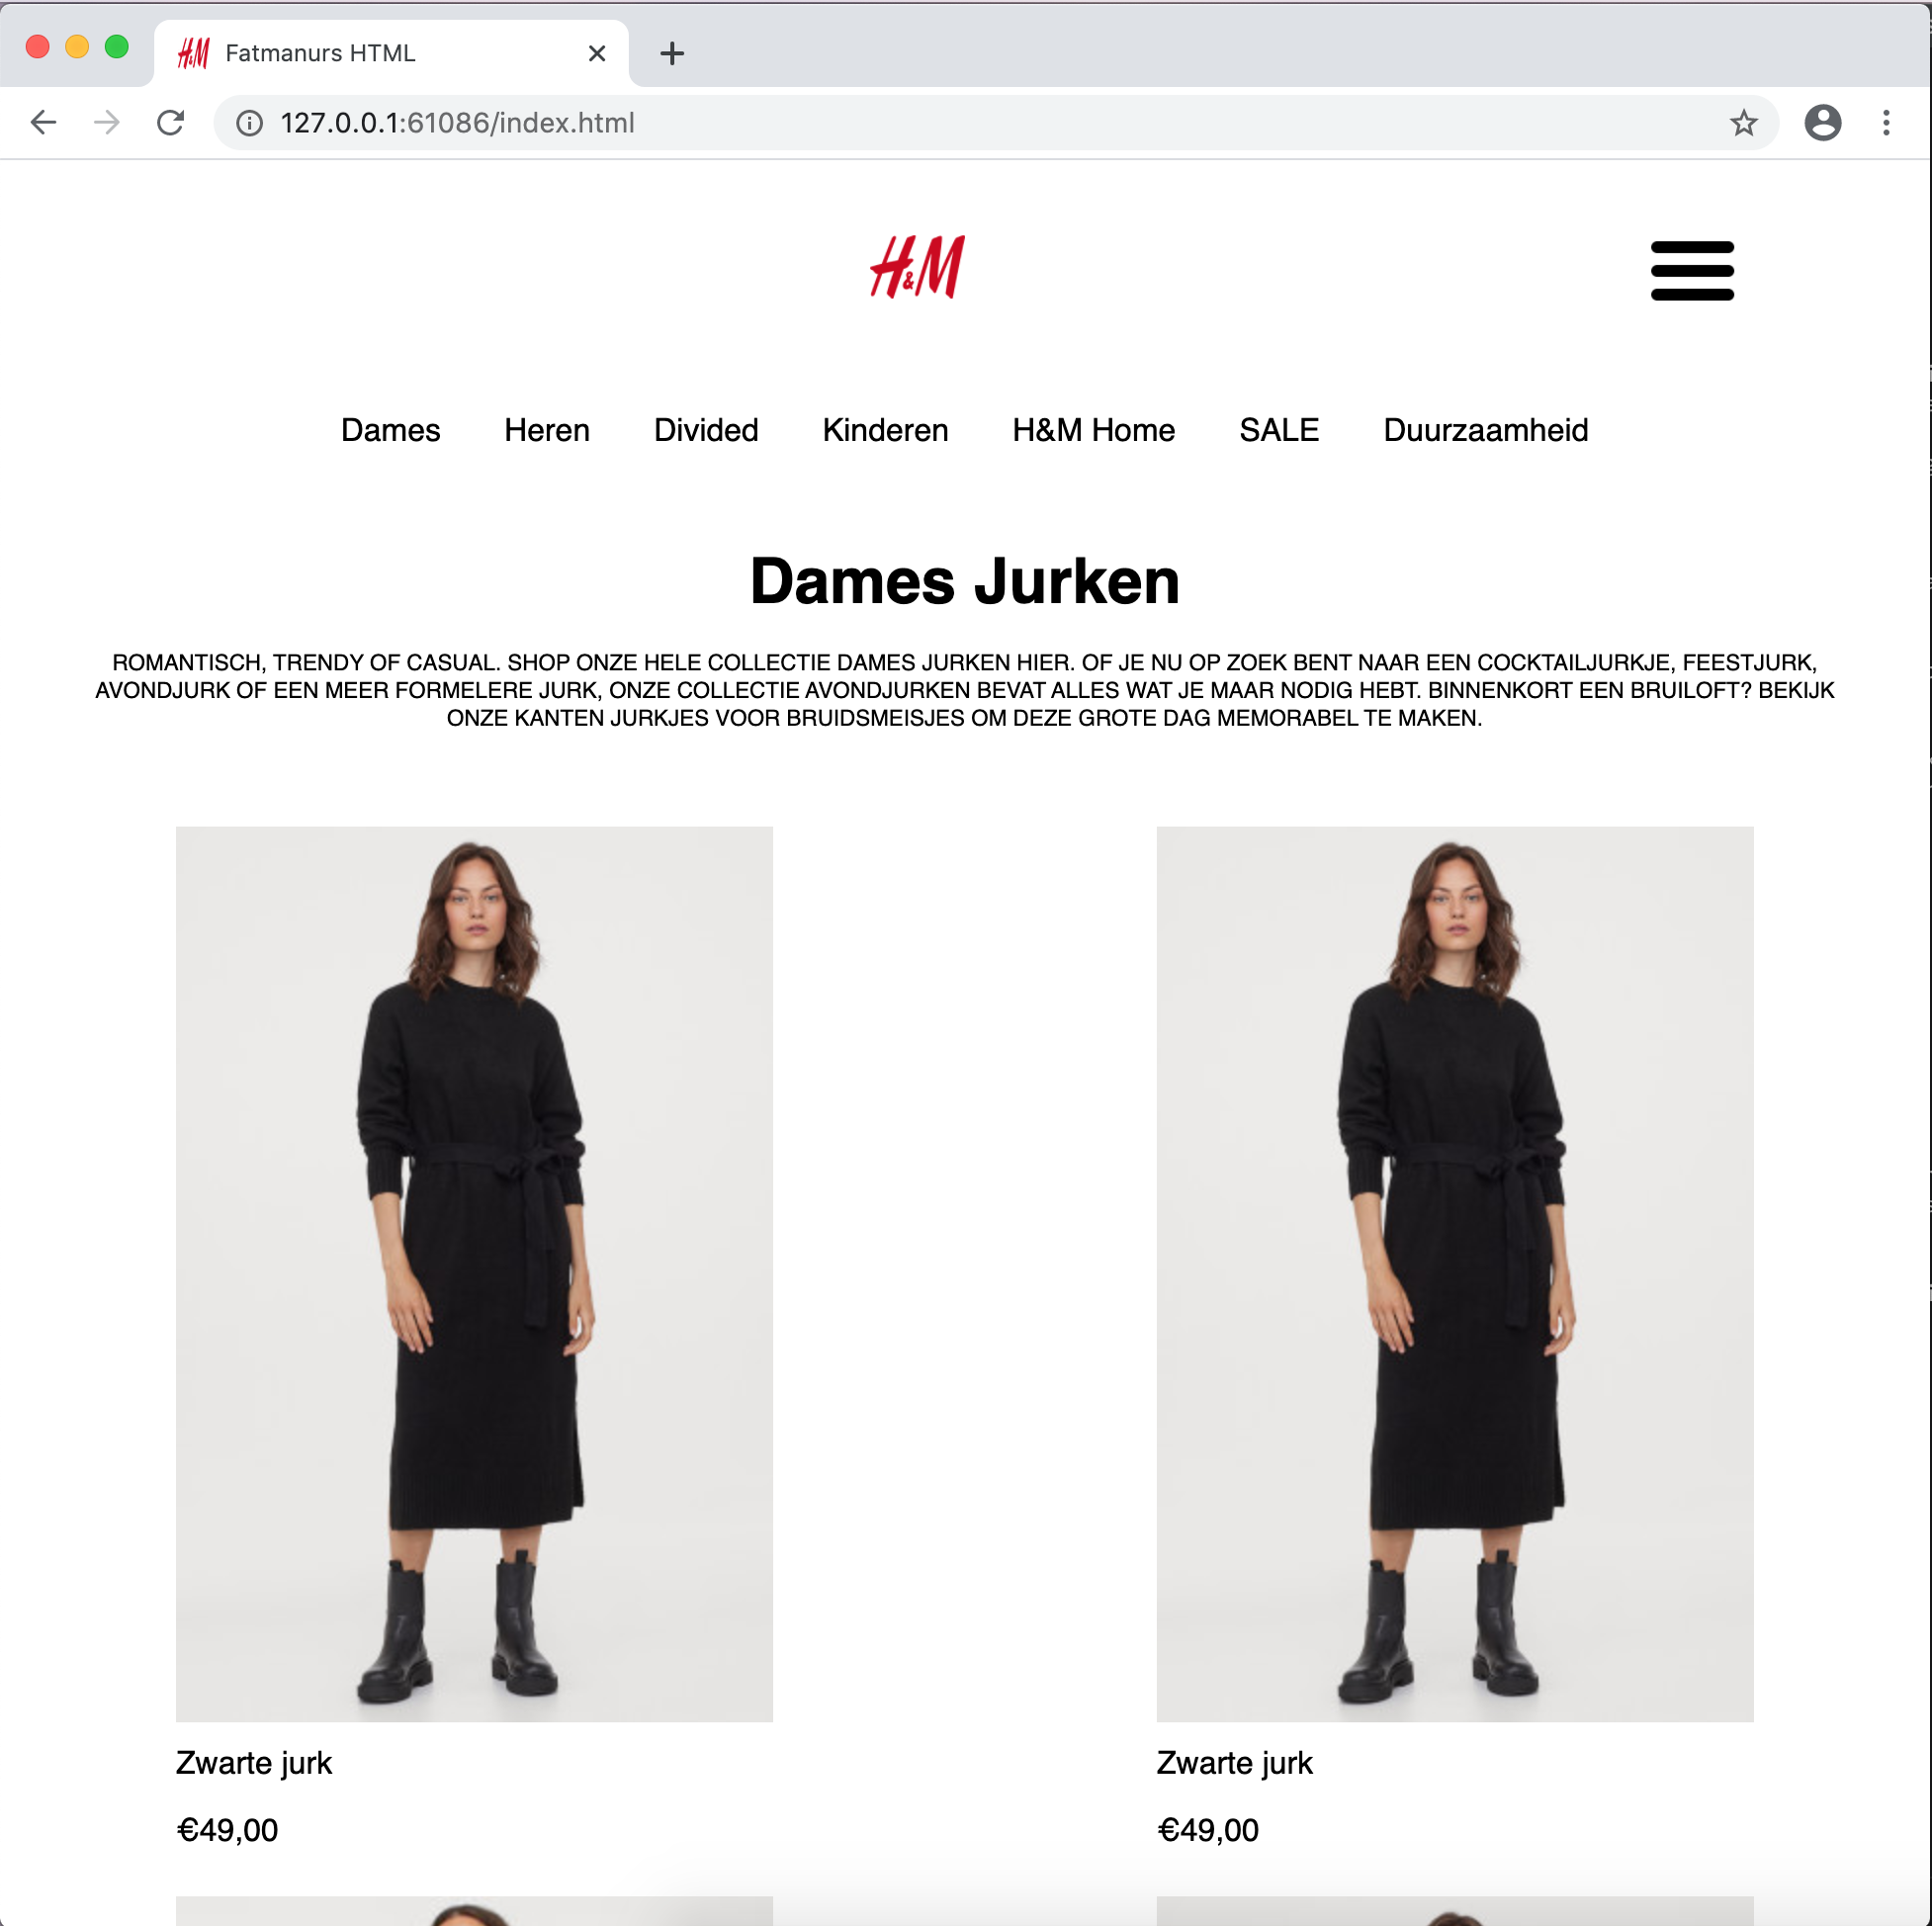 H&M Fatmanurs HTML
127.0.0.1:61086/index.html
H&M
Dames Heren Divided Kinderen H&M Home SALE Duurzaamheid
Dames Jurken
ROMANTISCH, TRENDY OF CASUAL. SHOP ONZE HELE COLLECTIE DAMES JURKEN HIER. OF JE NU OP ZOEK BENT NAAR EEN COCKTAILJURKJE, FEESTJURK,
AVONDJURK OF EEN MEER FORMELERE JURK, ONZE COLLECTIE AVONDJURKEN BEVAT ALLES WAT JE MAAR NODIG HEBT. BINNENKORT EEN BRUILOFT? BEKIJK
ONZE KANTEN JURKJES VOOR BRUIDSMEISJES OM DEZE GROTE DAG MEMORABEL TE MAKEN.
Zwarte jurk Zwarte jurk
€49,00 €49,00